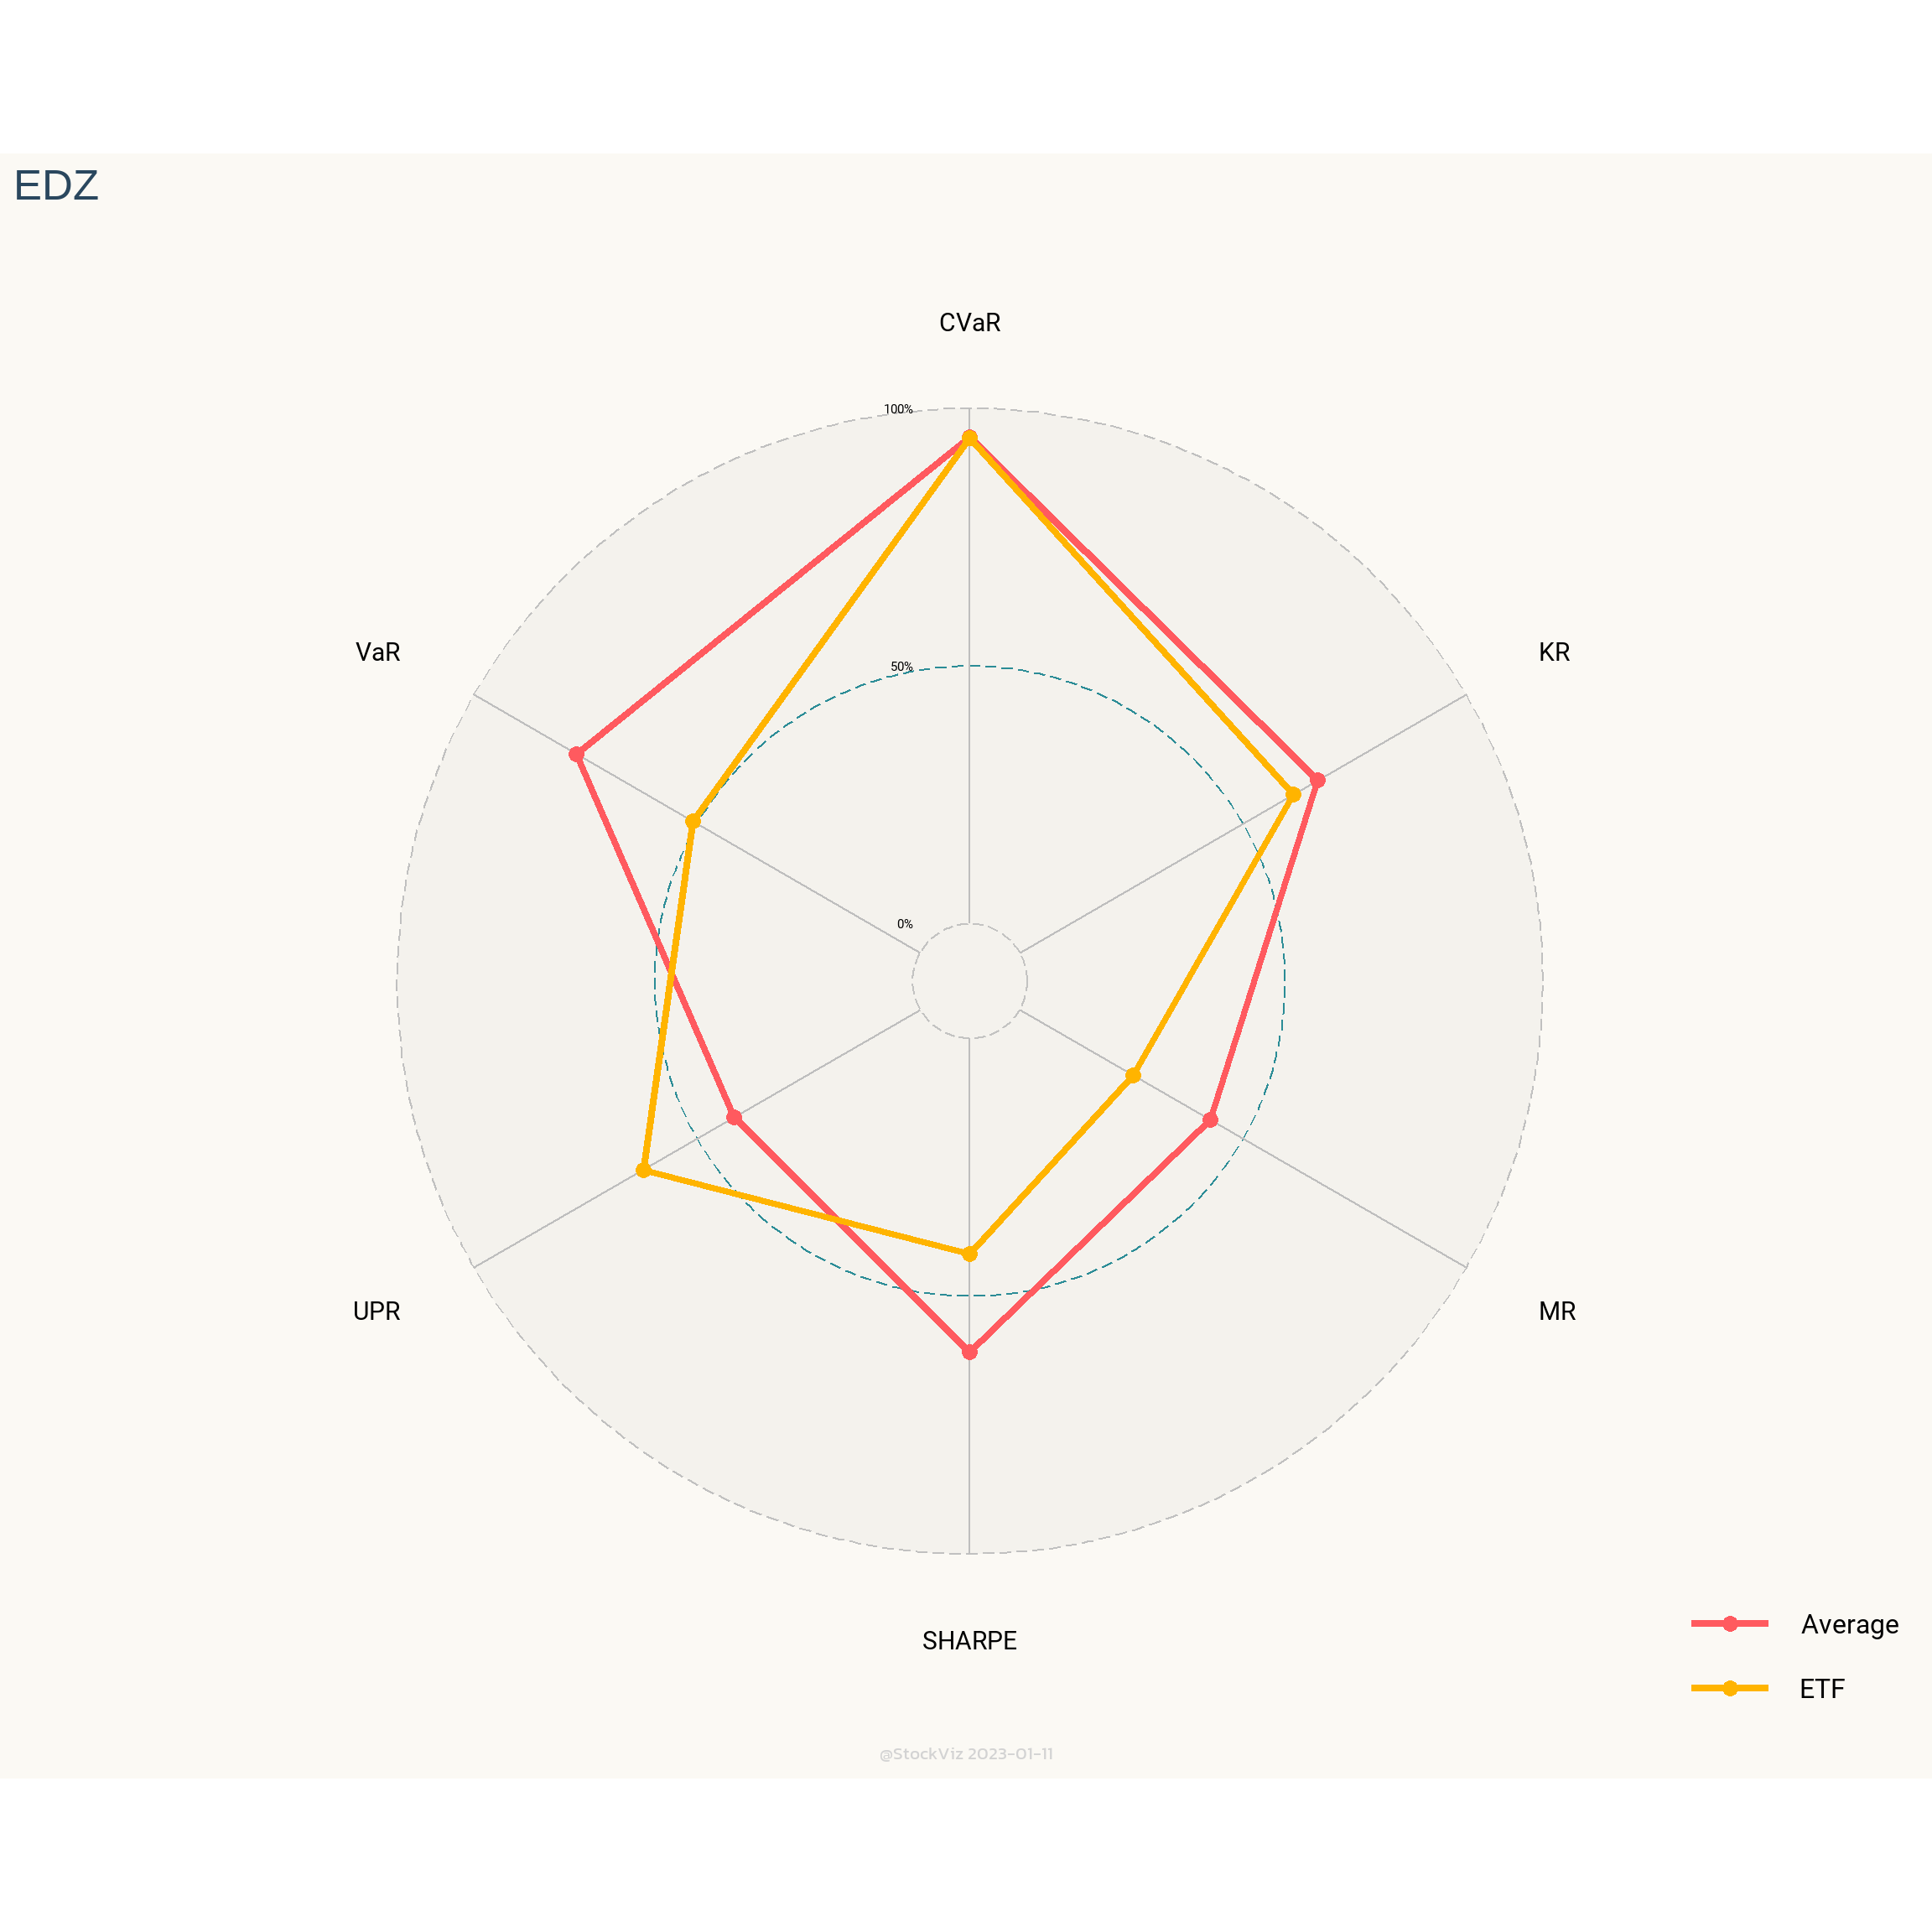 EDZ
CVaR
100%
VaR
KR
50%
0%
UPR
MR
SHARPE
Average
ETF
@StockViz 2023-01-11